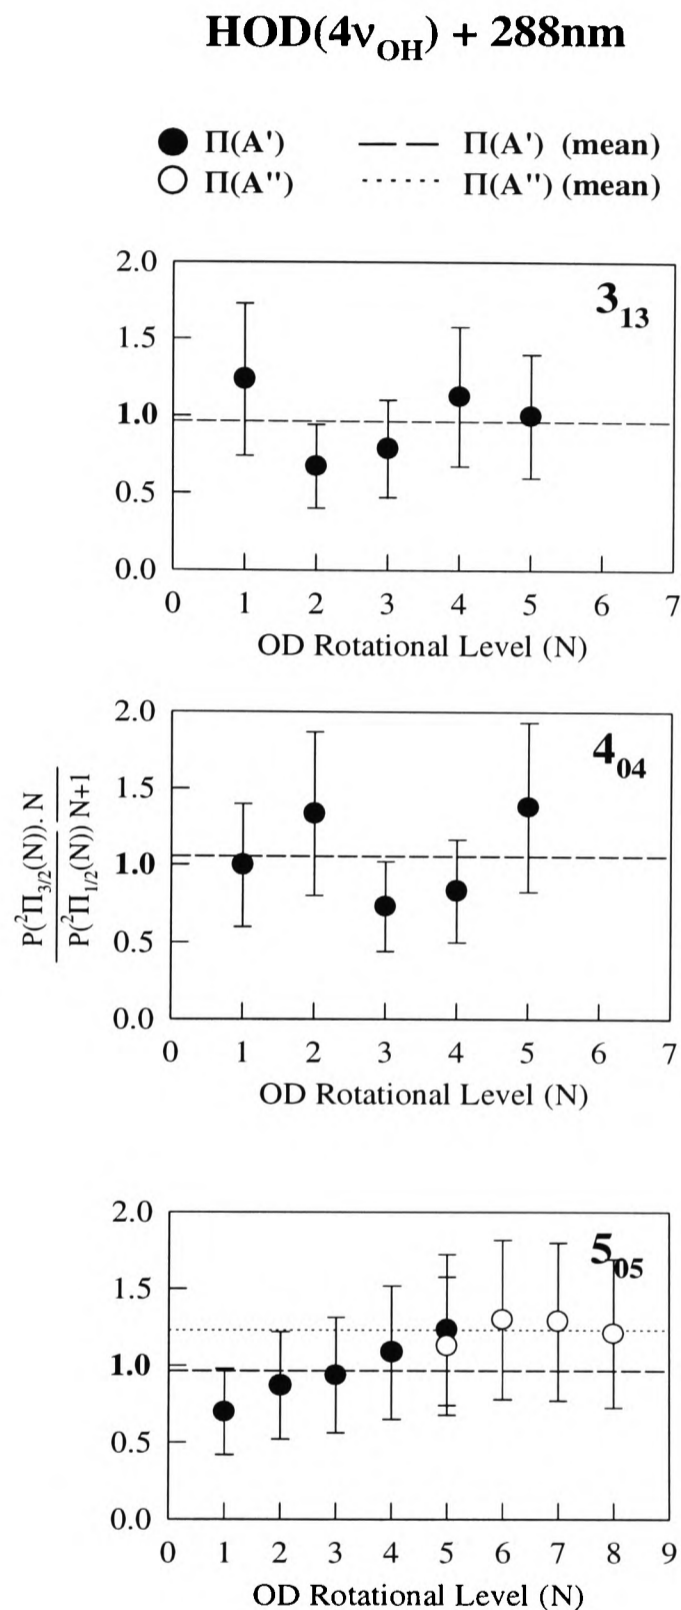 HOD(4ν_OH) + 288nm
Π(A') Π(A') (mean)
Π(A'') Π(A'') (mean)
2.0
1.5
1.0
0.5
0.0
3_13
0 1 2 3 4 5 6 7
OD Rotational Level (N)
P(²Π_3/2(N)). N
P(²Π_1/2(N)) N+1
2.0
1.5
1.0
0.5
0.0
4_04
0 1 2 3 4 5 6 7
OD Rotational Level (N)
2.0
1.5
1.0
0.5
0.0
5_05
0 1 2 3 4 5 6 7 8 9
OD Rotational Level (N)